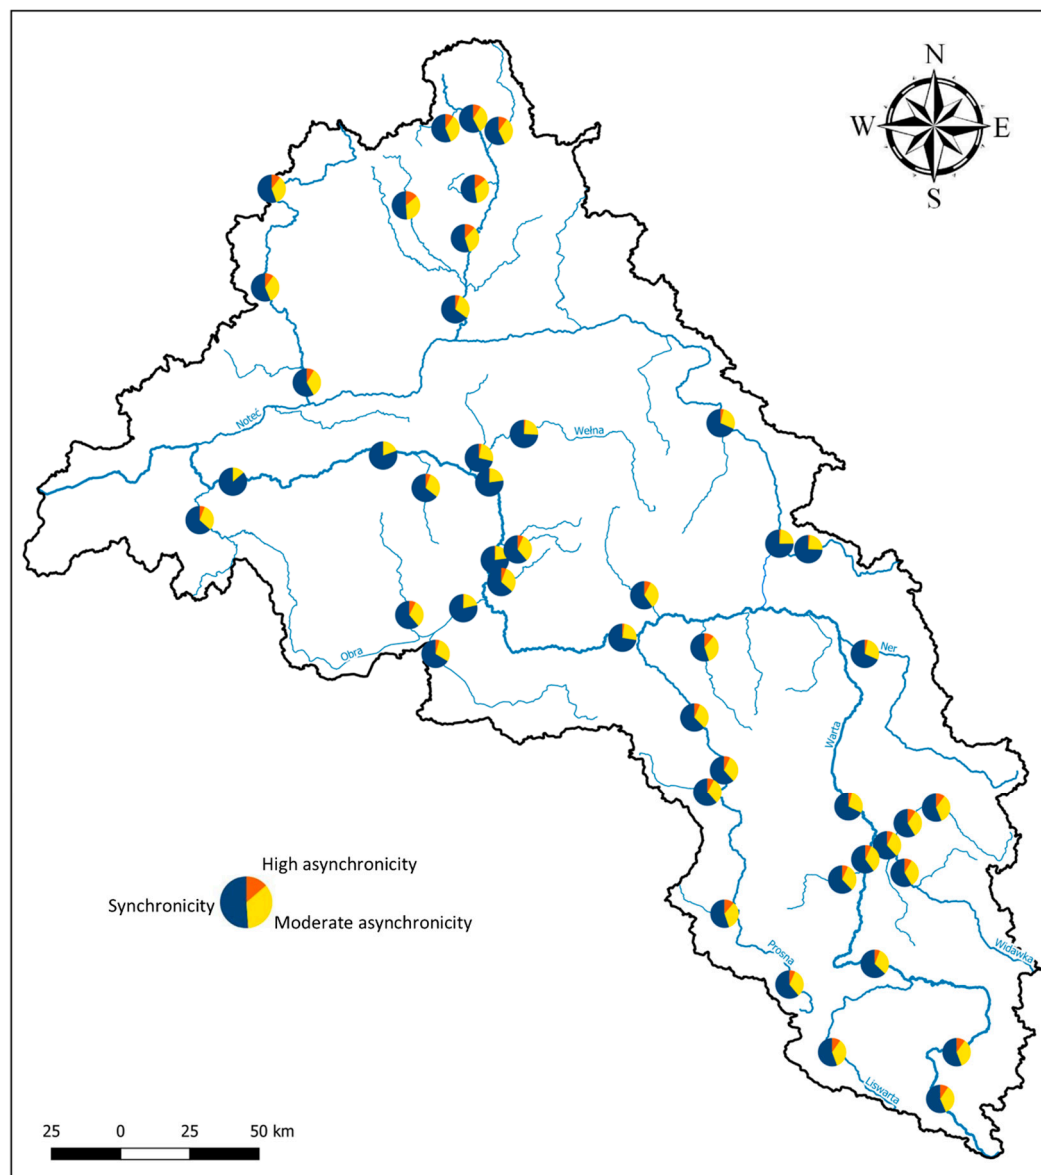 N
W E
S
Noteć
Wełna
Obra
Ner
Warta
High asynchronicity
Synchronicity
Moderate asynchronicity
Prosna
Widawka
Liswarta
25 0 25 50 km